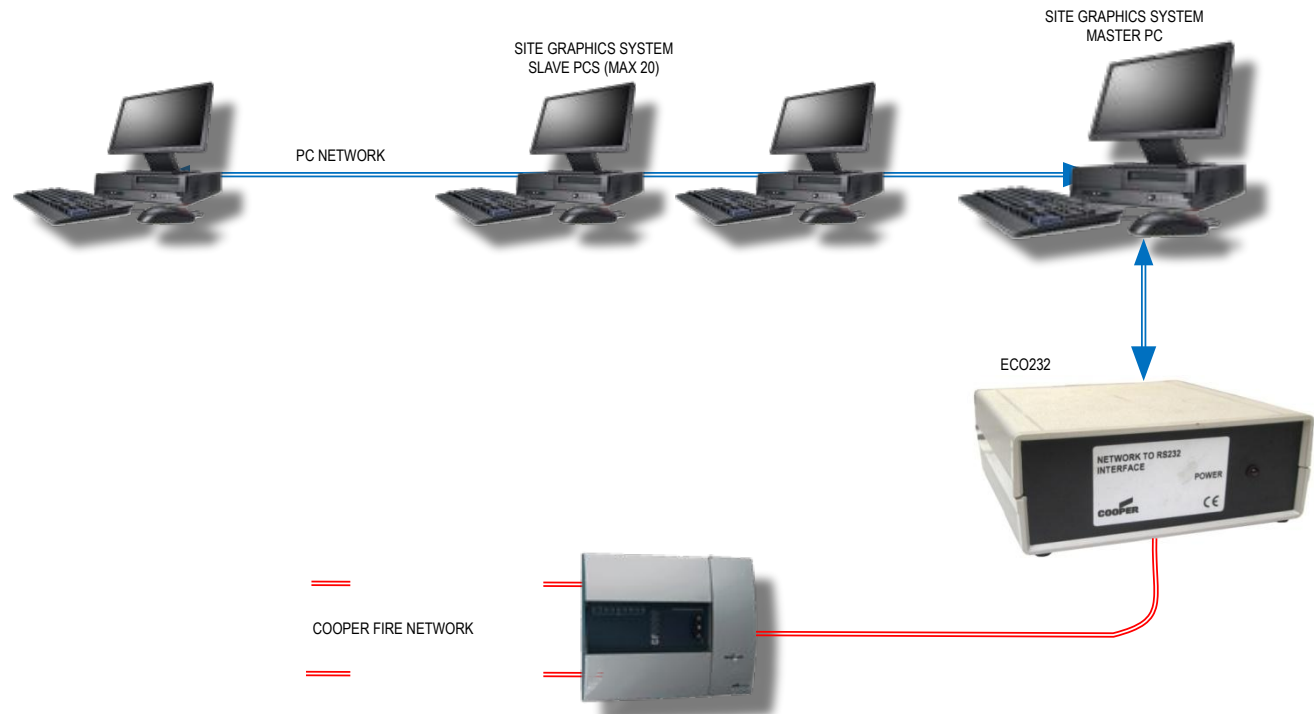 SITE GRAPHICS SYSTEM
MASTER PC
SITE GRAPHICS SYSTEM
SLAVE PCS (MAX 20)
PC NETWORK
ECO232
NETWORK TO RS232
INTERFACE
POWER
COOPER
CE
COOPER FIRE NETWORK